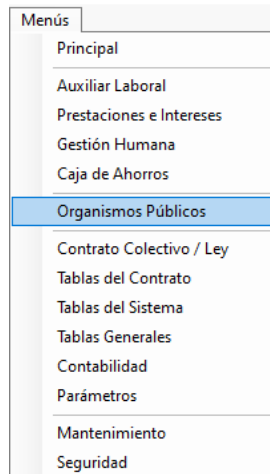 Menús
Principal
Auxiliar Laboral
Prestaciones e Intereses
Gestión Humana
Caja de Ahorros
Organismos Públicos
Contrato Colectivo / Ley
Tablas del Contrato
Tablas del Sistema
Tablas Generales
Contabilidad
Parámetros
Mantenimiento
Seguridad